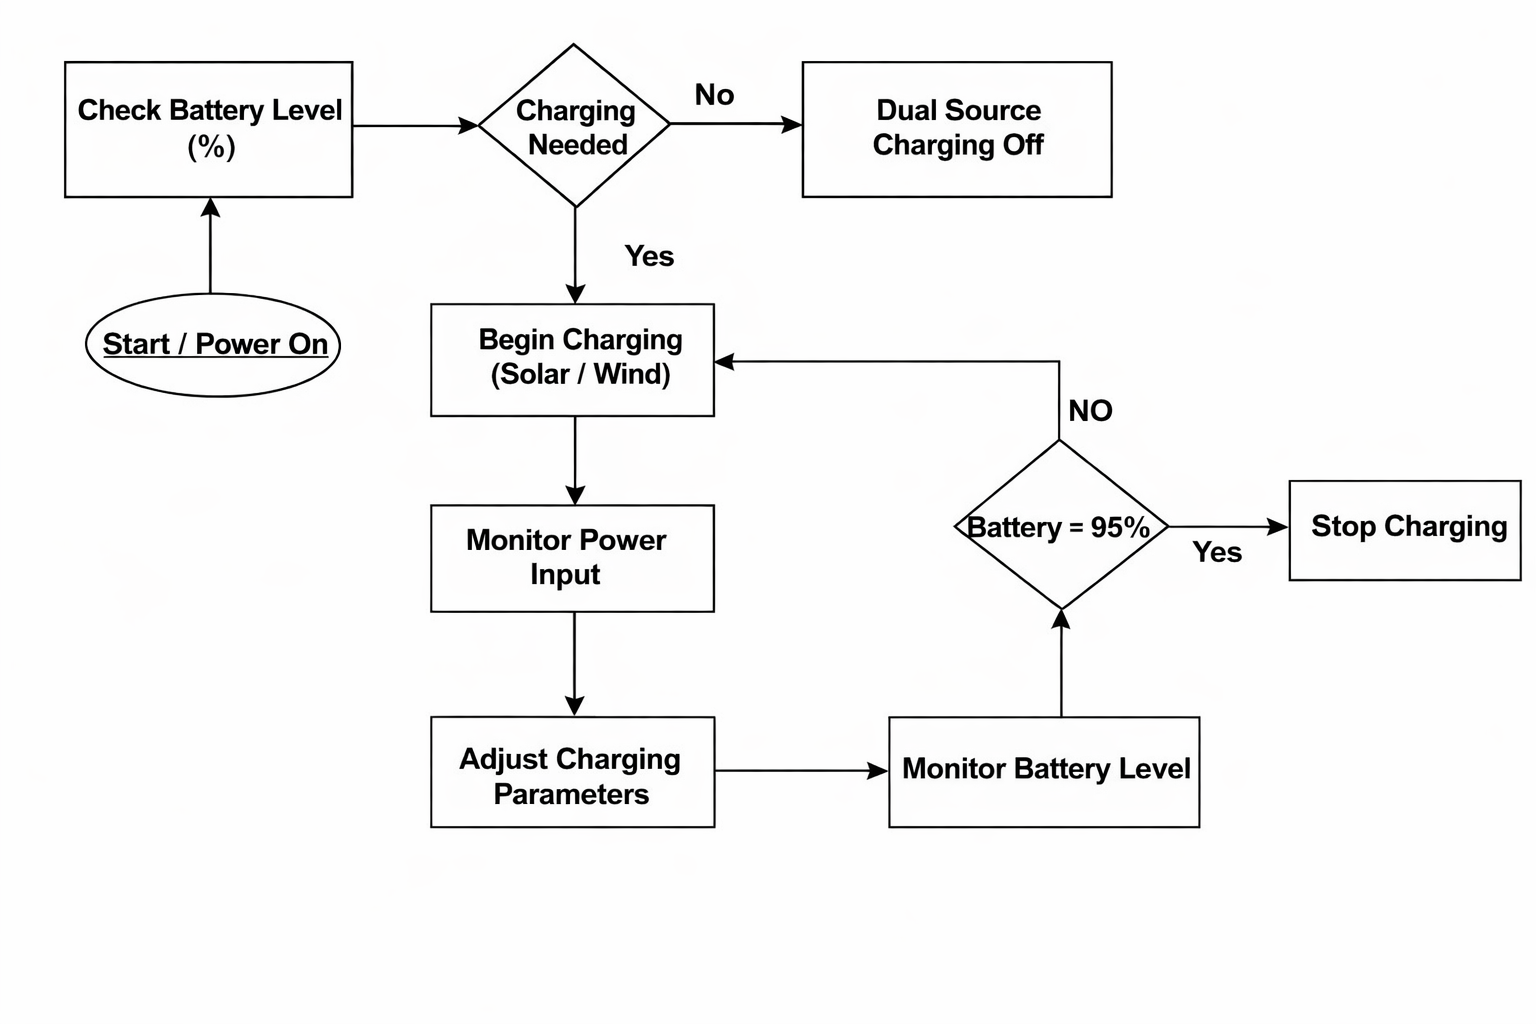 Check Battery Level
(%)
Charging
Needed
No
Dual Source
Charging Off
Yes
Start / Power On
Begin Charging
(Solar / Wind)
NO
Monitor Power
Input
Battery = 95%
Yes
Stop Charging
Adjust Charging
Parameters
Monitor Battery Level